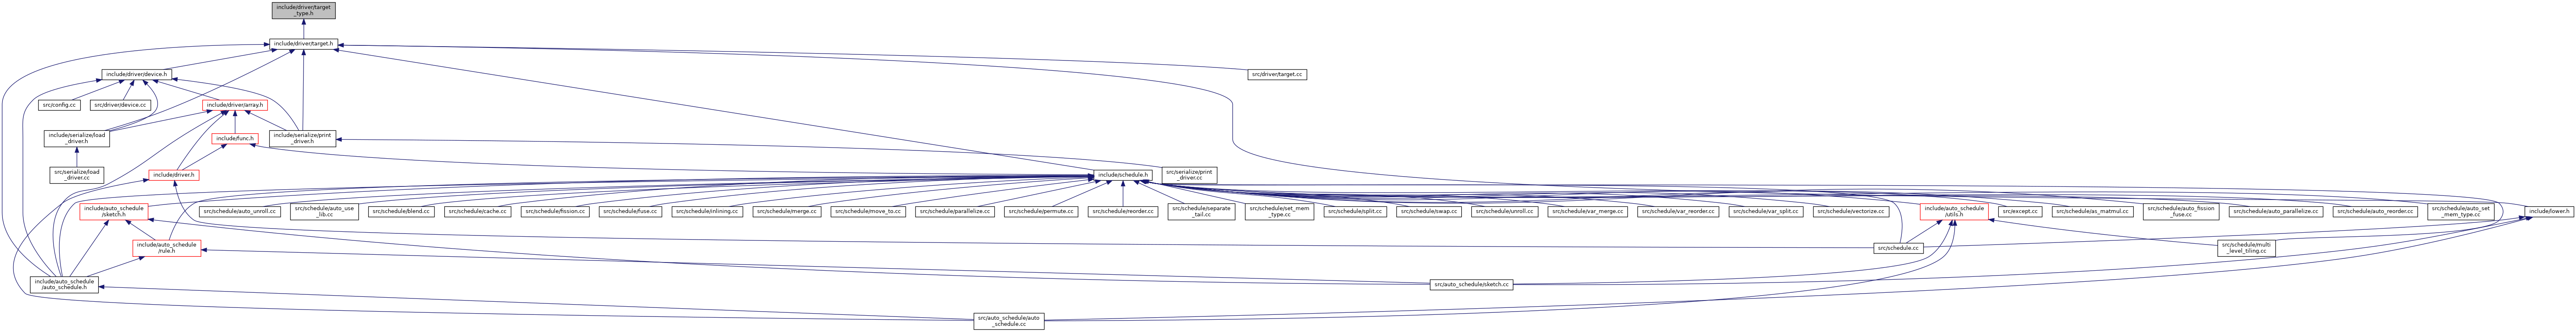 include/driver/target
_type.h
include/driver/target.h
include/driver/device.h
src/driver/target.cc
src/config.cc
src/driver/device.cc
include/driver/array.h
include/serialize/load
_driver.h
include/func.h
include/serialize/print
_driver.h
src/serialize/load
_driver.cc
include/driver.h
include/schedule.h
src/serialize/print
_driver.cc
include/auto_schedule
/sketch.h
src/schedule/auto_unroll.cc
src/schedule/auto_use
_lib.cc
src/schedule/blend.cc
src/schedule/cache.cc
src/schedule/fission.cc
src/schedule/fuse.cc
src/schedule/inlining.cc
src/schedule/merge.cc
src/schedule/move_to.cc
src/schedule/parallelize.cc
src/schedule/permute.cc
src/schedule/reorder.cc
src/schedule/separate
_tail.cc
src/schedule/set_mem
_type.cc
src/schedule/split.cc
src/schedule/swap.cc
src/schedule/unroll.cc
src/schedule/var_merge.cc
src/schedule/var_reorder.cc
src/schedule/var_split.cc
src/schedule/vectorize.cc
include/auto_schedule
/utils.h
src/except.cc
src/schedule/as_matmul.cc
src/schedule/auto_fission
_fuse.cc
src/schedule/auto_parallelize.cc
src/schedule/auto_reorder.cc
src/schedule/auto_set
_mem_type.cc
include/lower.h
include/auto_schedule
/rule.h
src/schedule.cc
src/schedule/multi
_level_tiling.cc
include/auto_schedule
/auto_schedule.h
src/auto_schedule/sketch.cc
src/auto_schedule/auto
_schedule.cc